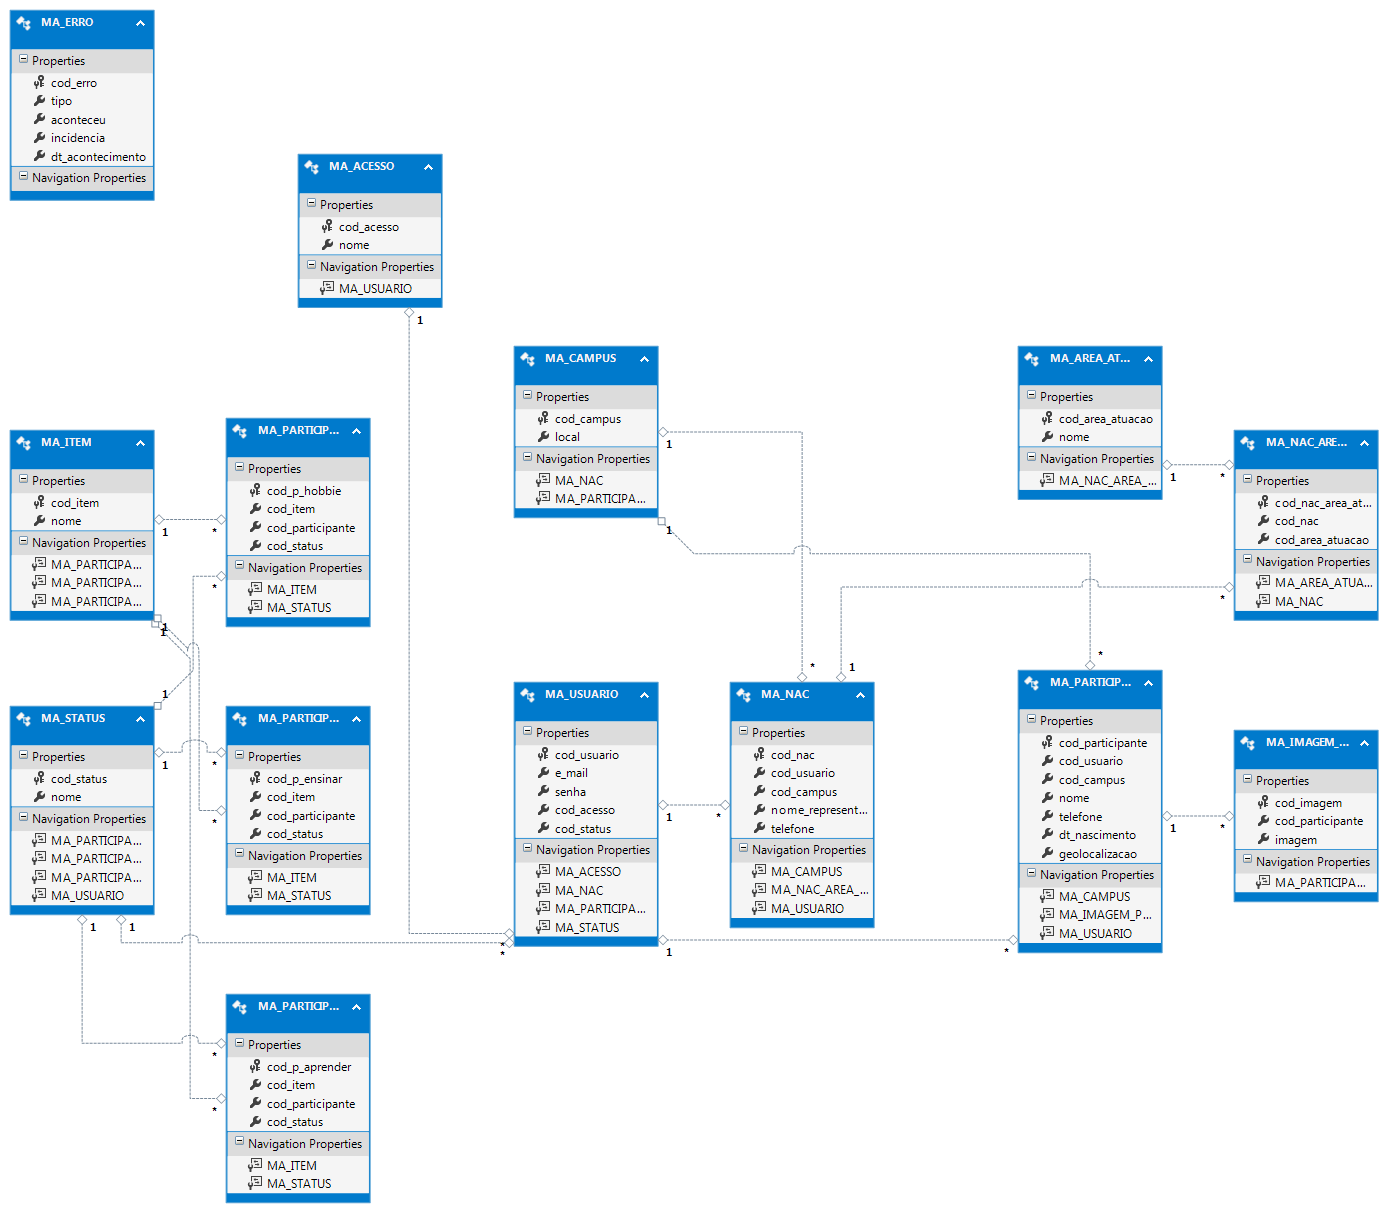 MA_ERRO
Properties
cod_erro
tipo
aconteceu
incidencia
dt_acontecimento
Navigation Properties
MA_ACESSO
Properties
cod_acesso
nome
Navigation Properties
MA_USUARIO
1
MA_CAMPUS
Properties
cod_campus
local
Navigation Properties
MA_NAC
MA_PARTICIPA...
1
1
MA_AREA_AT...
Properties
cod_area_atuacao
nome
Navigation Properties
MA_NAC_AREA_...
1
*
MA_NAC_ARE...
Properties
cod_nac_area_at...
cod_nac
cod_area_atuacao
Navigation Properties
MA_AREA_ATUA...
MA_NAC
*
MA_ITEM
Properties
cod_item
nome
Navigation Properties
MA_PARTICIPA...
MA_PARTICIPA...
MA_PARTICIPA...
1
1
1
MA_PARTICIP...
Properties
cod_p_hobbie
cod_item
cod_participante
cod_status
Navigation Properties
MA_ITEM
MA_STATUS
*
*
MA_STATUS
Properties
cod_status
nome
Navigation Properties
MA_PARTICIPA...
MA_PARTICIPA...
MA_PARTICIPA...
MA_USUARIO
1
1
1
1
MA_PARTICIP...
Properties
cod_p_ensinar
cod_item
cod_participante
cod_status
Navigation Properties
MA_ITEM
MA_STATUS
*
*
MA_USUARIO
Properties
cod_usuario
e_mail
senha
cod_acesso
cod_status
Navigation Properties
MA_ACESSO
MA_NAC
MA_PARTICIPA...
MA_STATUS
1
*
*
1
MA_NAC
Properties
cod_nac
cod_usuario
cod_campus
nome_represent...
telefone
Navigation Properties
MA_CAMPUS
MA_NAC_AREA_...
MA_USUARIO
*
1
*
MA_PARTICIP...
Properties
cod_participante
cod_usuario
cod_campus
nome
telefone
dt_nascimento
geolocalizacao
Navigation Properties
MA_CAMPUS
MA_IMAGEM_P...
MA_USUARIO
*
1
*
MA_IMAGEM_...
Properties
cod_imagem
cod_participante
imagem
Navigation Properties
MA_PARTICIPA...
MA_PARTICIP...
Properties
cod_p_aprender
cod_item
cod_participante
cod_status
Navigation Properties
MA_ITEM
MA_STATUS
*
*